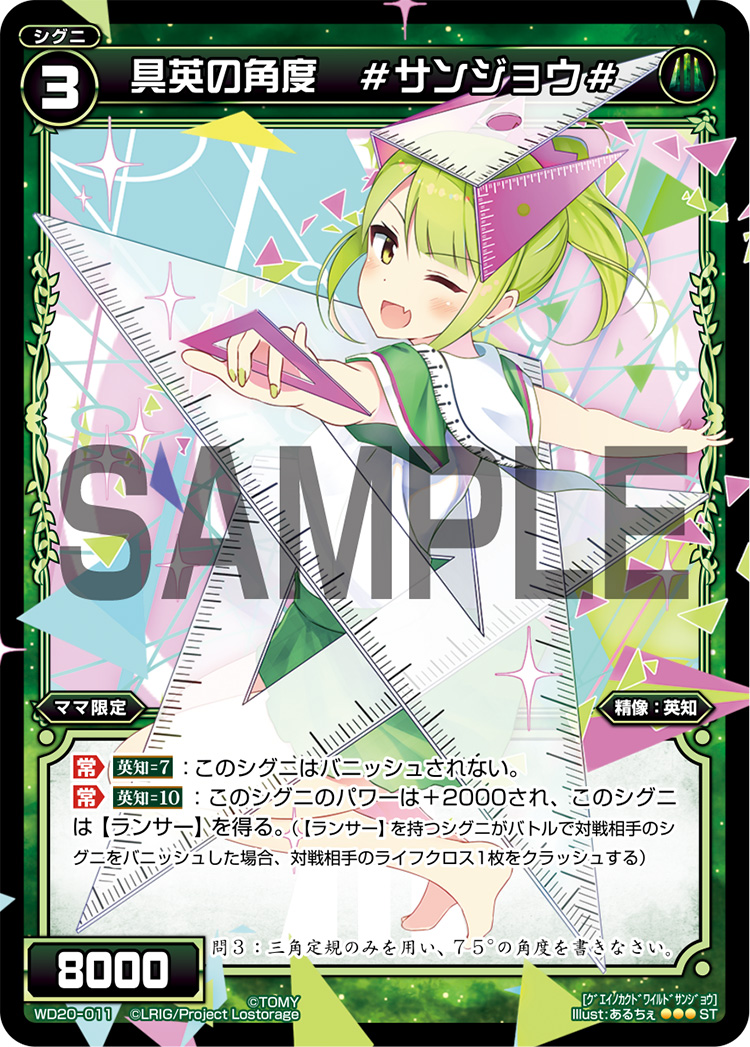 シグニ
3
具英の角度 #サンジョウ#
SAMPLE
ママ限定
精像:英知
常 英知=7:このシグニはバニッシュされない。
常 英知=10:このシグニのパワーは+2000され、このシグニ
は【ランサー】を得る。(【ランサー】を持つシグニがバトルで対戦相手のシ
グニをバニッシュした場合、対戦相手のライフクロス1枚をクラッシュする)
問3:三角定規のみを用い、75°の角度を書きなさい。
8000
©TOMY
WD20-011 ©LRIG/Project Lostorage
[グエイノカクド ワイルドサンジョウ]
Illust:あるちぇ ST